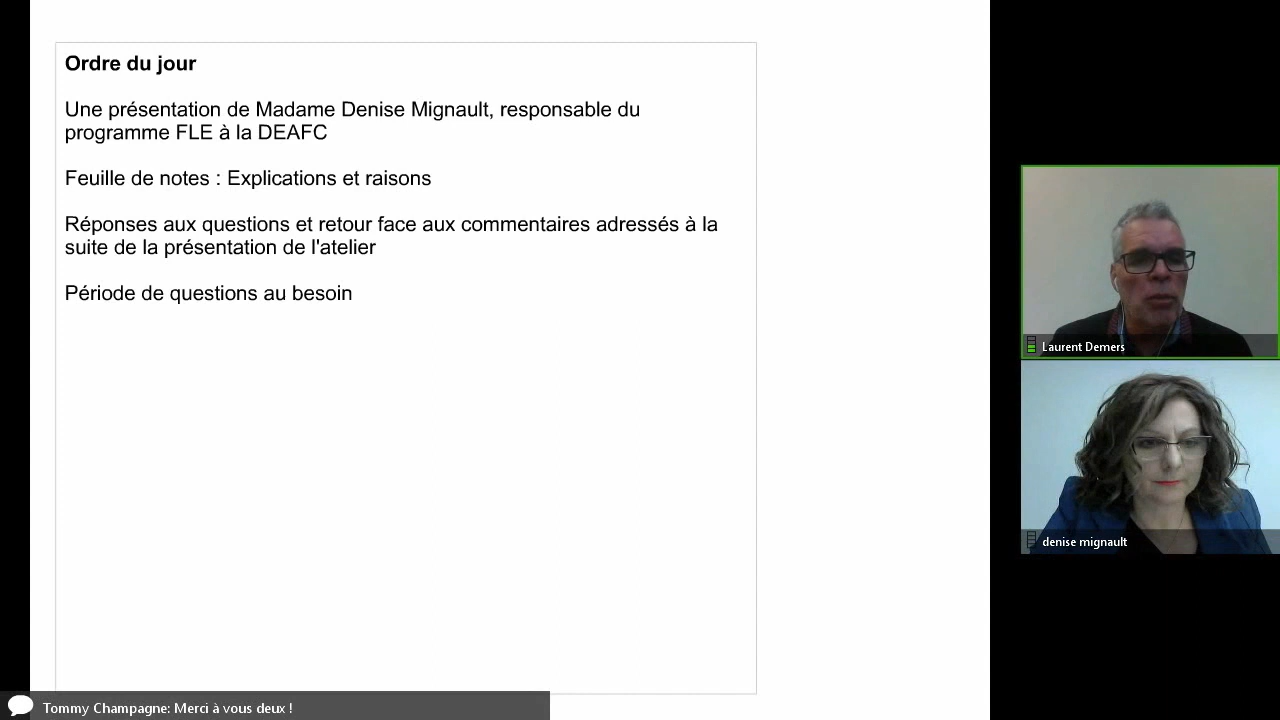 Ordre du jour
Une présentation de Madame Denise Mignault, responsable du
programme FLE à la DEAFC
Feuille de notes : Explications et raisons
Réponses aux questions et retour face aux commentaires adressés à la
suite de la présentation de l'atelier
Période de questions au besoin
Laurent Demers
denise mignault
Tommy Champagne: Merci à vous deux !